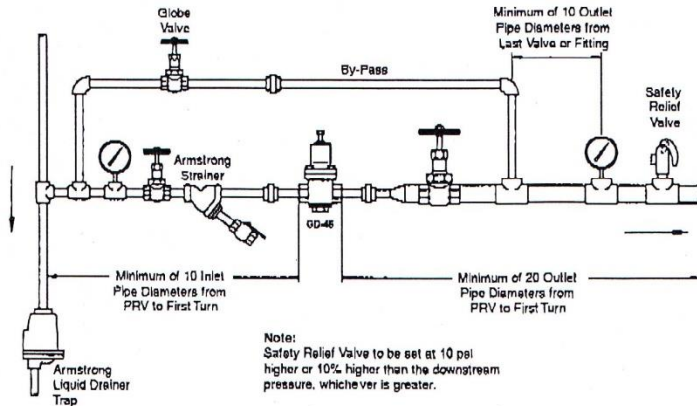 Globe
Valve
Minimum of 10 Outlet
Pipe Diameters from
Last Valve or Fitting
By-Pass
Safety
Relief
Valve
Armstrong
Strainer
GD-45
Minimum of 10 Inlet
Pipe Diameters from
PRV to First Turn
Minimum of 20 Outlet
Pipe Diameters from
PRV to First Turn
Note:
Safety Relief Valve to be set at 10 psi
higher or 10% higher than the downstream
pressure, whichever is greater.
Armstrong
Liquid Drainer
Trap